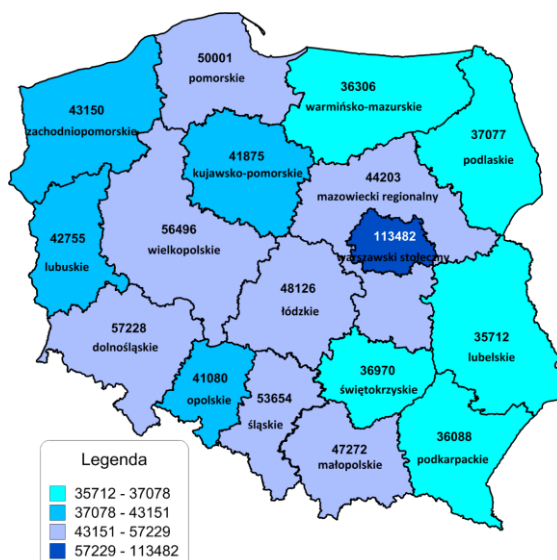 50001
pomorskie
36306
warmińsko-mazurskie
43150
zachodniopomorskie
37077
podlaskie
41875
kujawsko-pomorskie
44203
mazowiecki regionalny
56496
wielkopolskie
113482
warszawski stołeczny
42755
lubuskie
48126
łódzkie
57228
dolnośląskie
35712
lubelskie
36970
świętokrzyskie
41080
opolskie
53654
śląskie
47272
małopolskie
36088
podkarpackie
Legenda
35712 - 37078
37078 - 43151
43151 - 57229
57229 - 113482